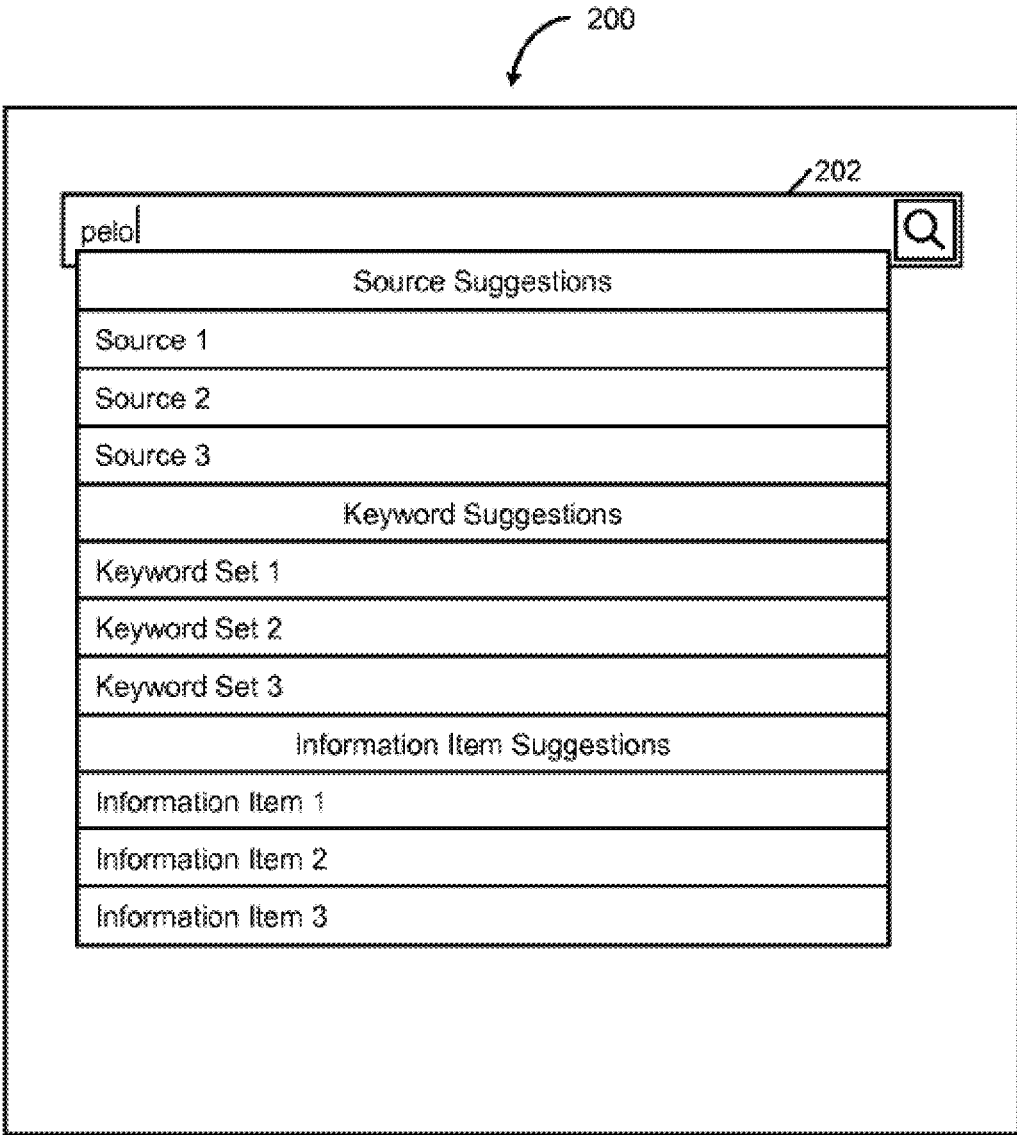 200
202
pelo
Source Suggestions
Source 1
Source 2
Source 3
Keyword Suggestions
Keyword Set 1
Keyword Set 2
Keyword Set 3
Information Item Suggestions
Information Item 1
Information Item 2
Information Item 3